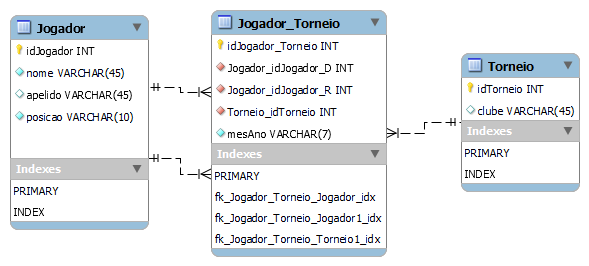 Jogador
idJogador INT
nome VARCHAR(45)
apelido VARCHAR(45)
posicao VARCHAR(10)
Indexes
PRIMARY
INDEX
Jogador_Torneio
idJogador_Torneio INT
Jogador_idJogador_D INT
Jogador_idJogador_R INT
Torneio_idTorneio INT
mesAno VARCHAR(7)
Indexes
PRIMARY
fk_Jogador_Torneio_Jogador_idx
fk_Jogador_Torneio_Jogador1_idx
fk_Jogador_Torneio_Torneio1_idx
Torneio
idTorneio INT
clube VARCHAR(45)
Indexes
PRIMARY
INDEX